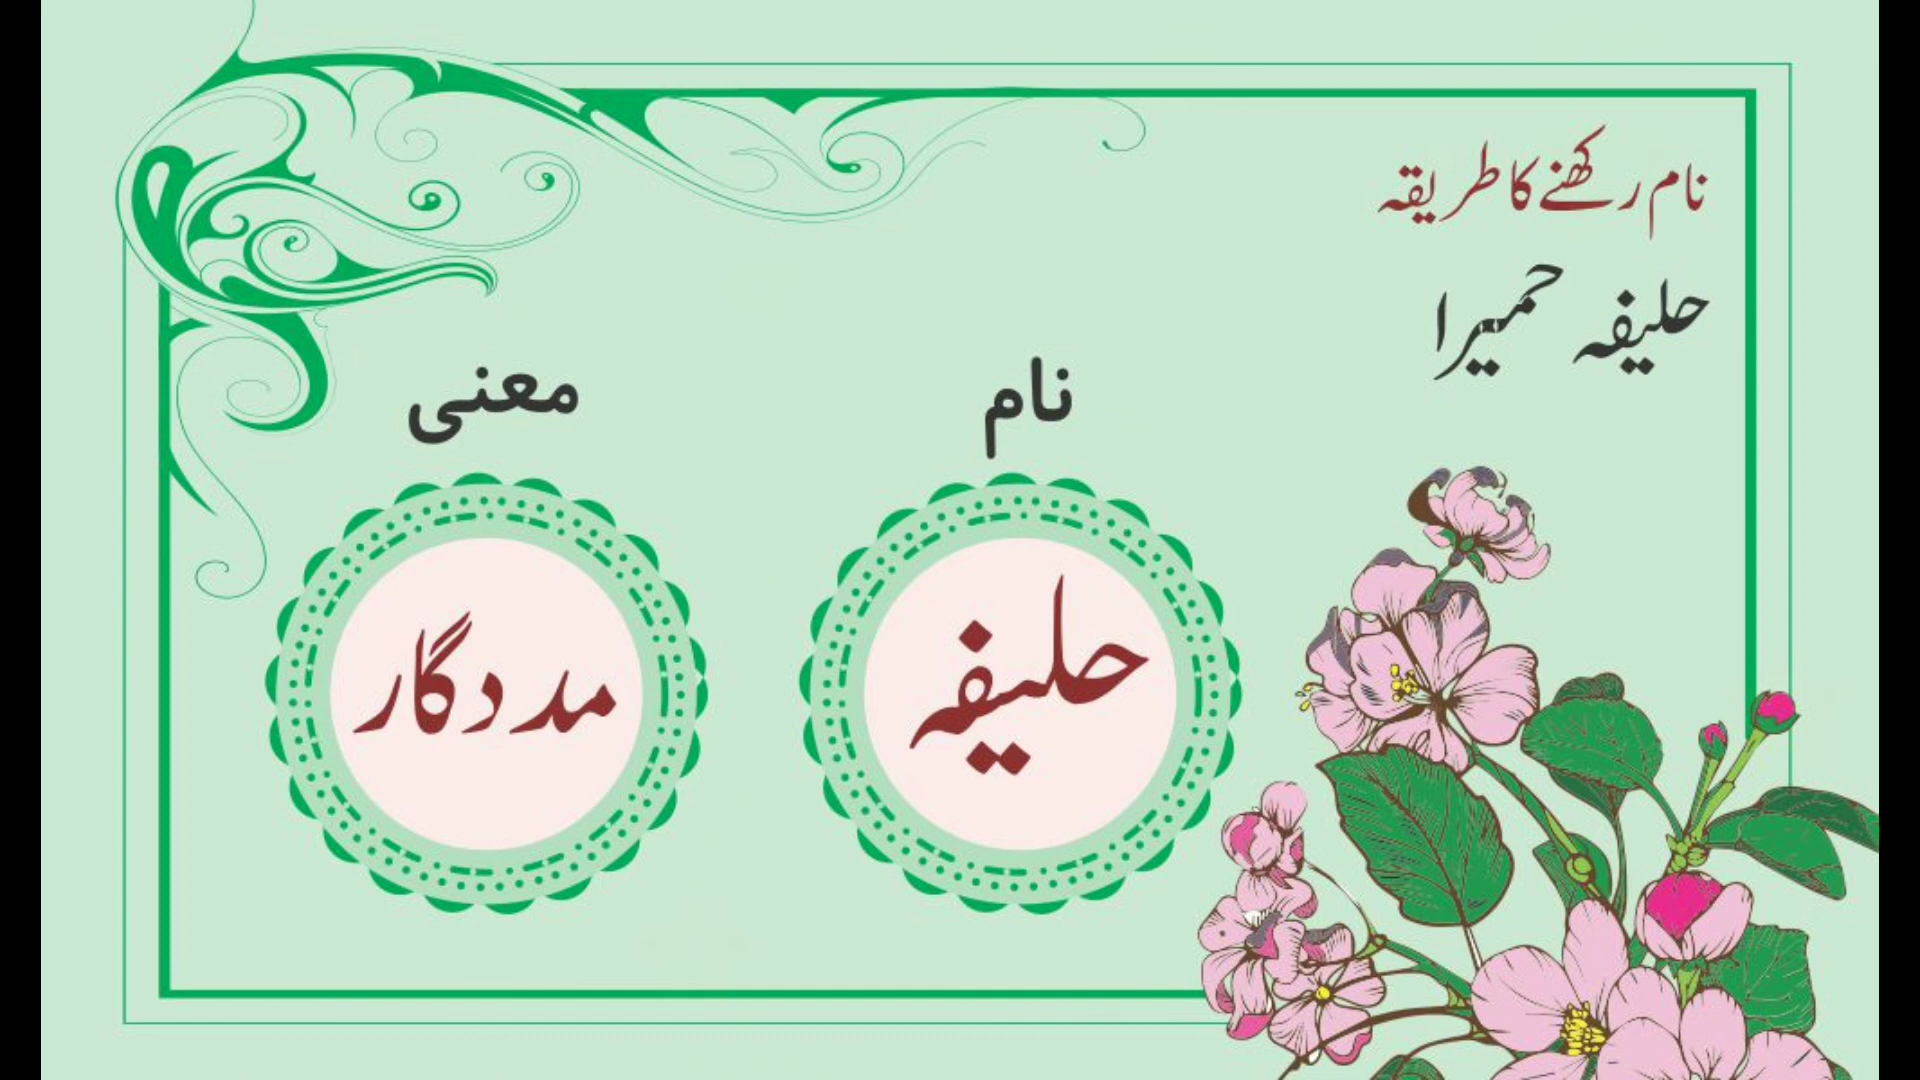 نام رکھنے کا طریقہ
حلیفہ حمیرا
نام
معنی
حلیفہ
مددگار